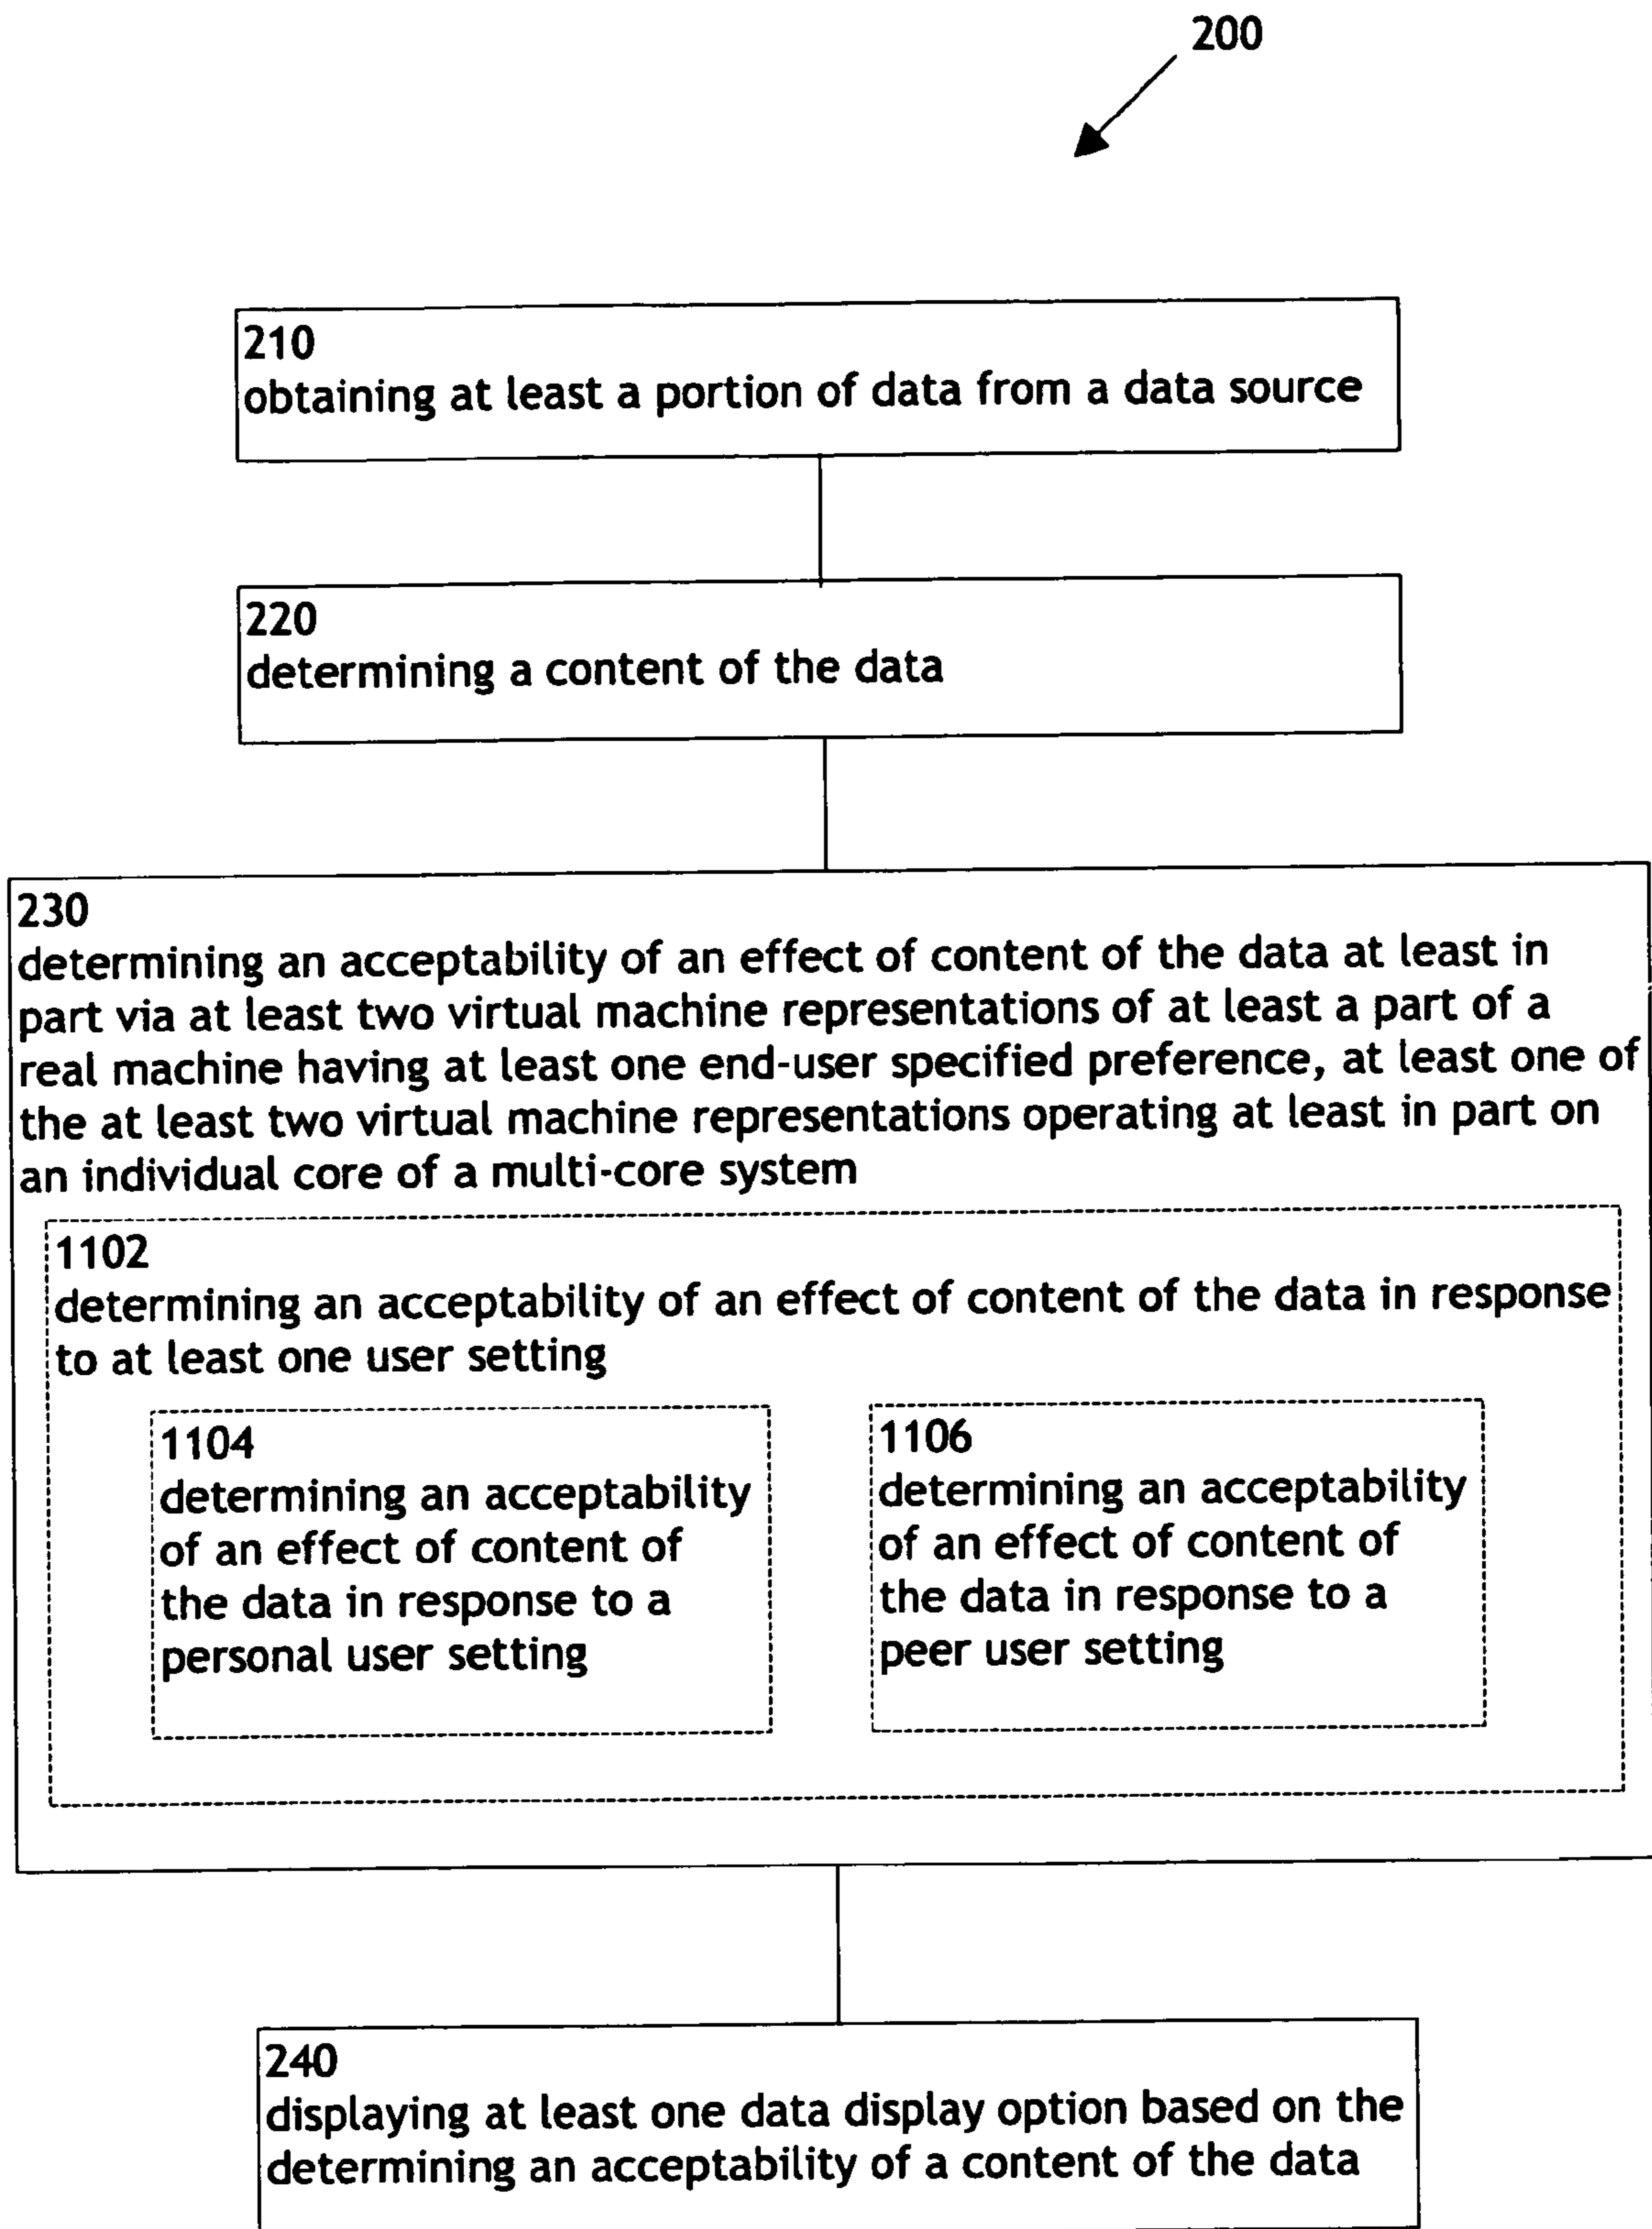 200
210
obtaining at least a portion of data from a data source
220
determining a content of the data
230
determining an acceptability of an effect of content of the data at least in
part via at least two virtual machine representations of at least a part of a
real machine having at least one end-user specified preference, at least one of
the at least two virtual machine representations operating at least in part on
an individual core of a multi-core system
1102
determining an acceptability of an effect of content of the data in response
to at least one user setting
1104
determining an acceptability
of an effect of content of
the data in response to a
personal user setting
1106
determining an acceptability
of an effect of content of
the data in response to a
peer user setting
240
displaying at least one data display option based on the
determining an acceptability of a content of the data